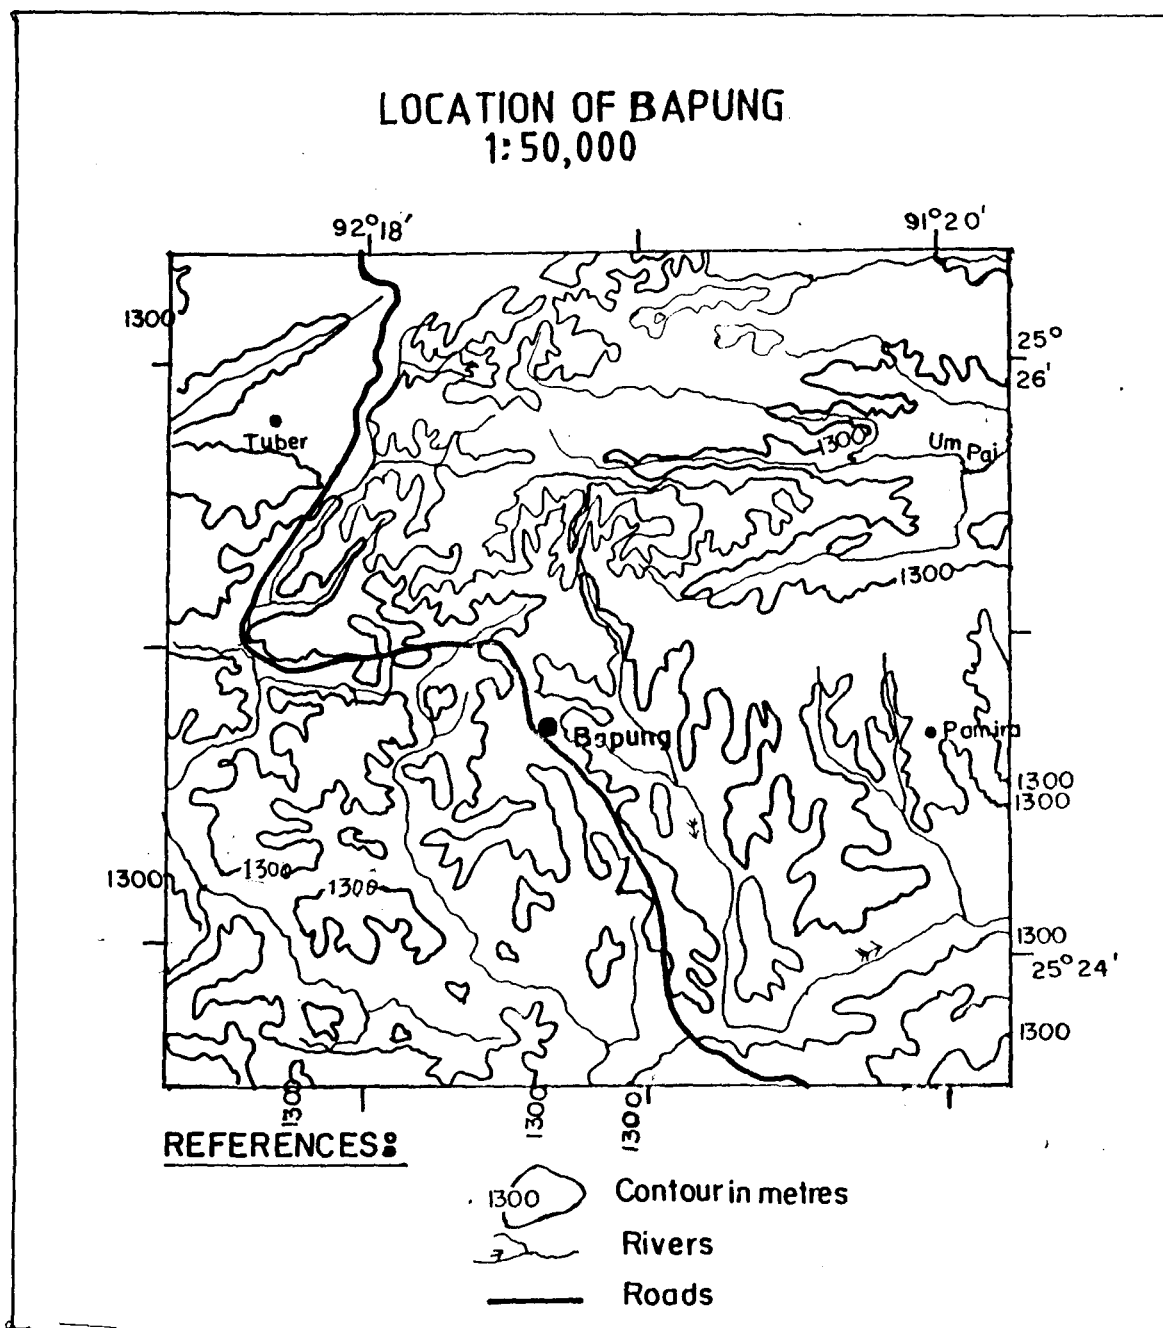 LOCATION OF BAPUNG
1:50,000
92°18'
91°20'
1300
25°
26'
Tuber
1300
Um Pai
1300
Bapung
Pamira
1300
1300
1300
1300
1300
1300
25°24'
1300
1300
1300
1300
REFERENCES:
1300 Contour in metres
Rivers
Roads